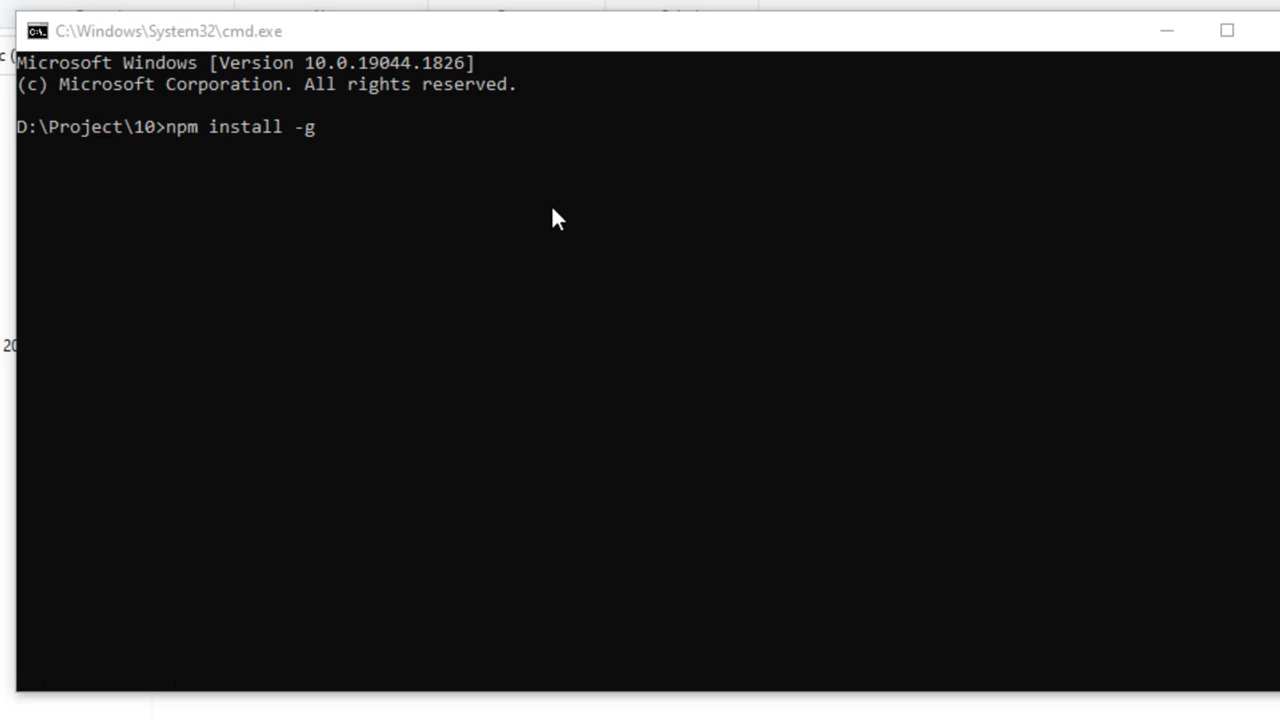 C:\Windows\System32\cmd.exe
Microsoft Windows [Version 10.0.19044.1826]
(c) Microsoft Corporation. All rights reserved.
D:\Project\10>npm install -g
20